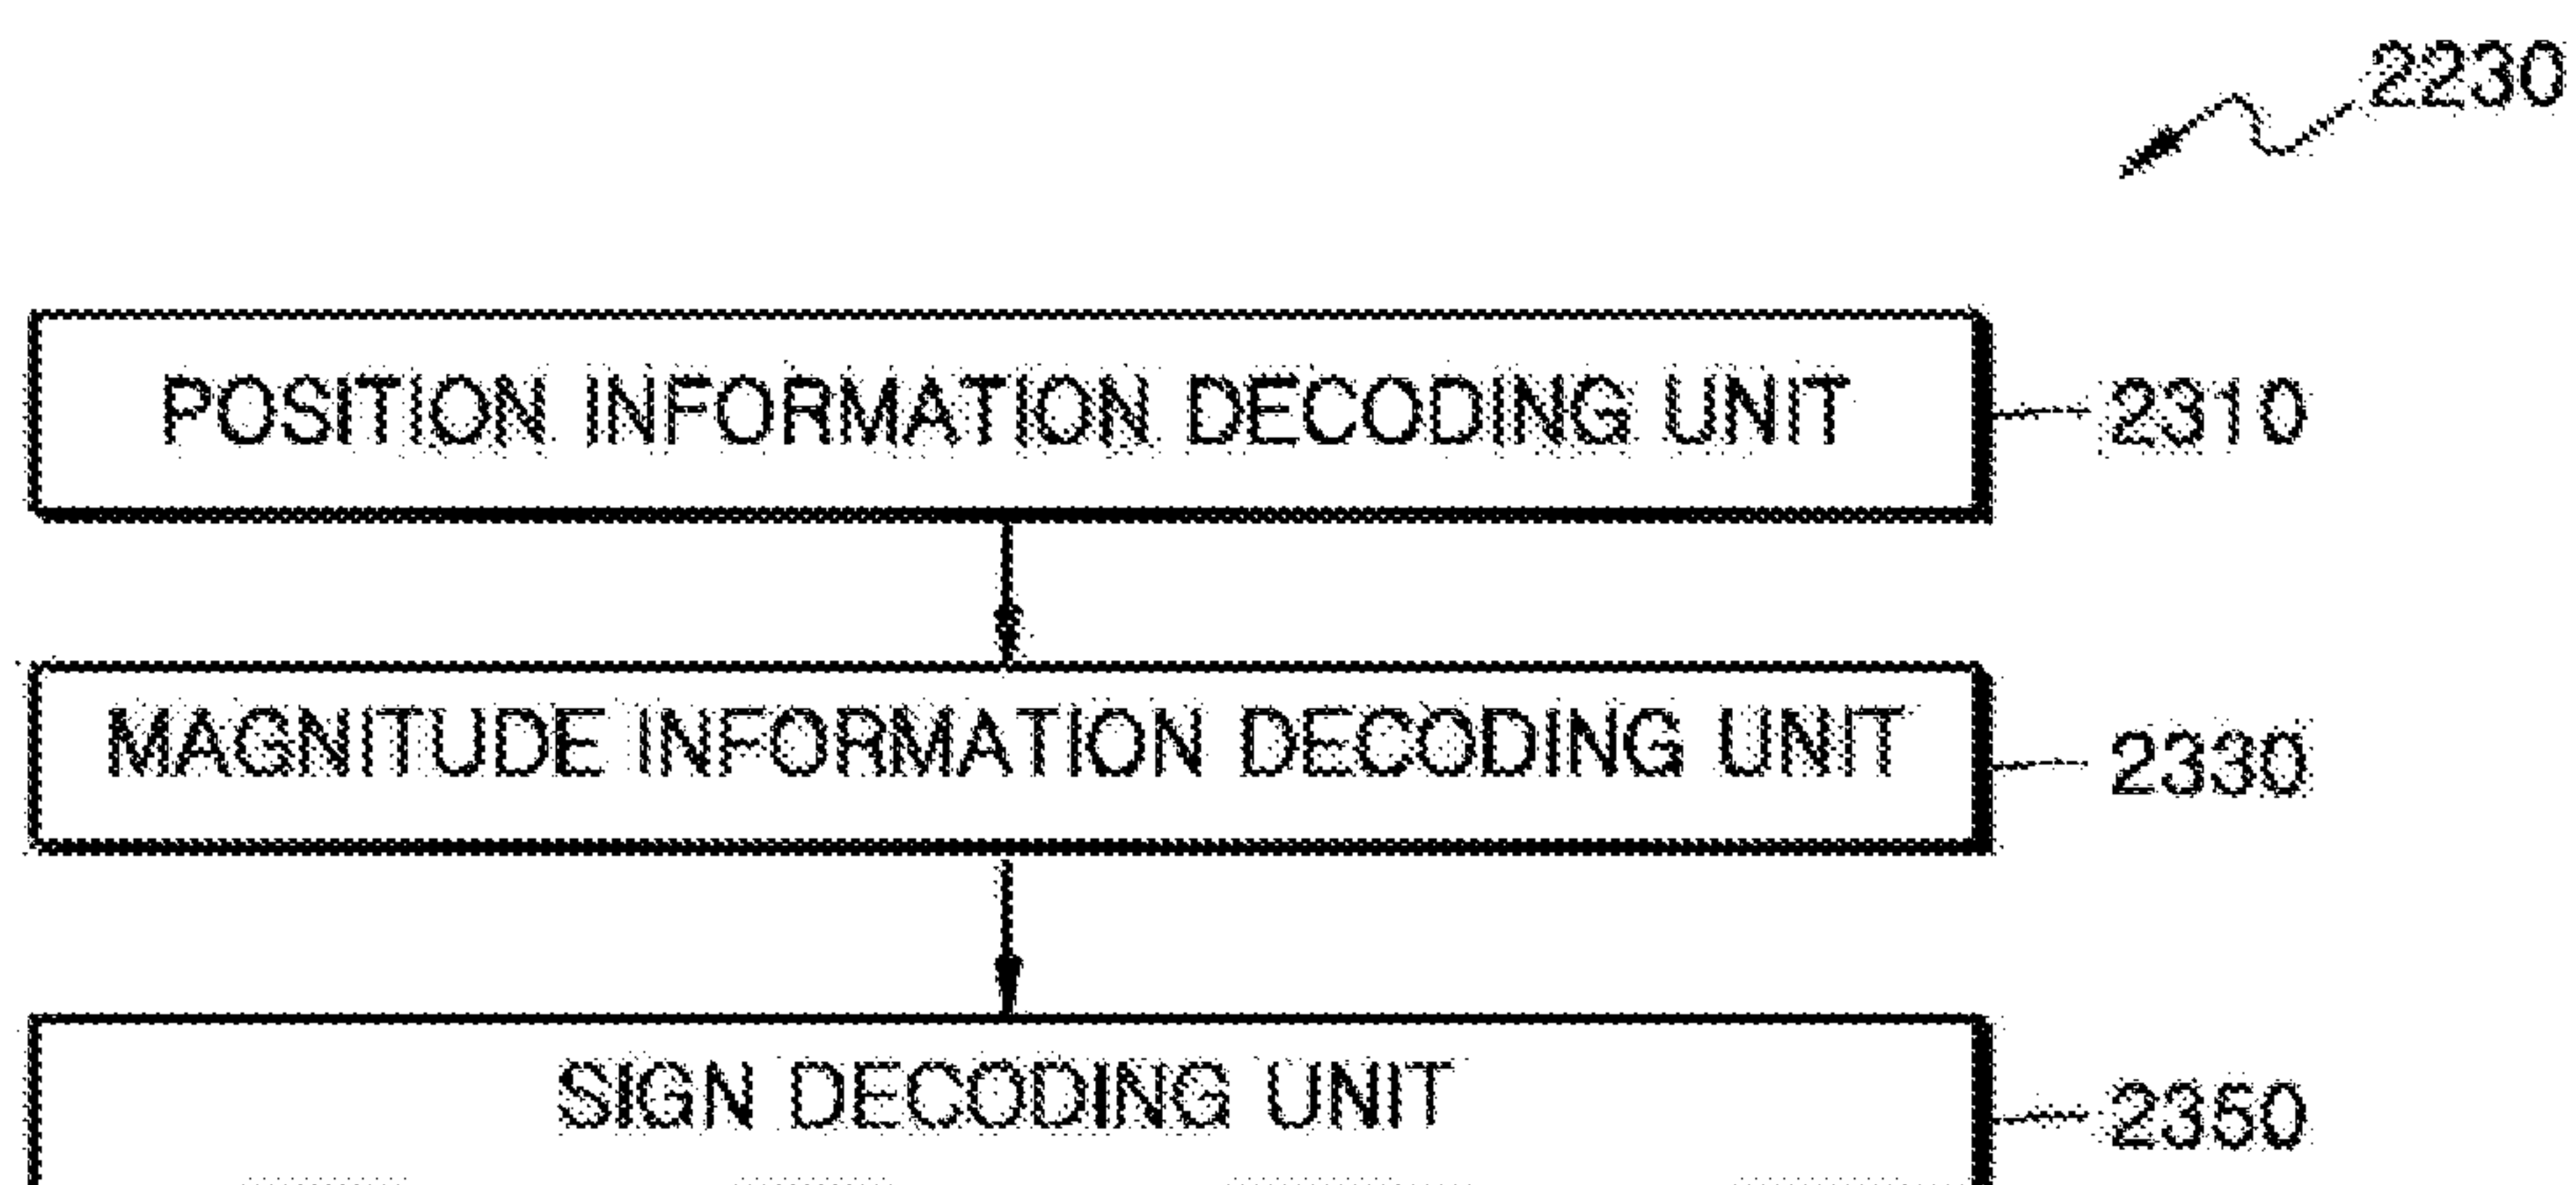 2230
POSITION INFORMATION DECODING UNIT
2310
MAGNITUDE INFORMATION DECODING UNIT
2330
SIGN DECODING UNIT
2350